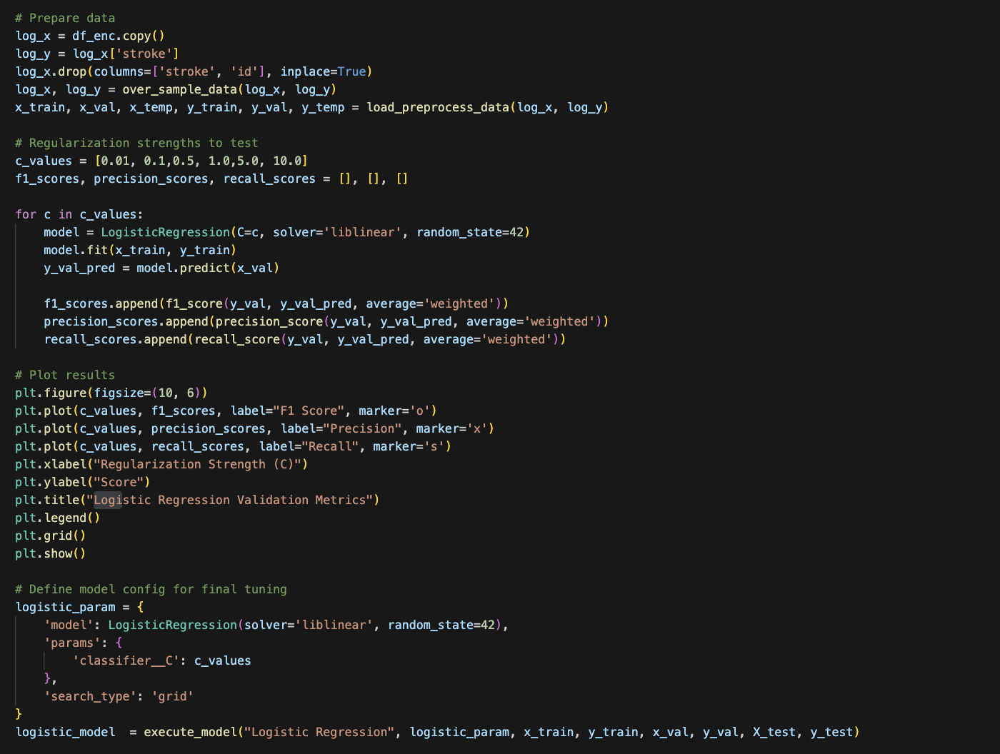 # Prepare data
log_x = df_enc.copy()
log_y = log_x['stroke']
log_x.drop(columns=['stroke', 'id'], inplace=True)
log_x, log_y = over_sample_data(log_x, log_y)
x_train, x_val, x_temp, y_train, y_val, y_temp = load_preprocess_data(log_x, log_y)

# Regularization strengths to test
c_values = [0.01, 0.1,0.5, 1.0,5.0, 10.0]
f1_scores, precision_scores, recall_scores = [], [], []

for c in c_values:
    model = LogisticRegression(C=c, solver='liblinear', random_state=42)
    model.fit(x_train, y_train)
    y_val_pred = model.predict(x_val)

    f1_scores.append(f1_score(y_val, y_val_pred, average='weighted'))
    precision_scores.append(precision_score(y_val, y_val_pred, average='weighted'))
    recall_scores.append(recall_score(y_val, y_val_pred, average='weighted'))

# Plot results
plt.figure(figsize=(10, 6))
plt.plot(c_values, f1_scores, label="F1 Score", marker='o')
plt.plot(c_values, precision_scores, label="Precision", marker='x')
plt.plot(c_values, recall_scores, label="Recall", marker='s')
plt.xlabel("Regularization Strength (C)")
plt.ylabel("Score")
plt.title("Logistic Regression Validation Metrics")
plt.legend()
plt.grid()
plt.show()

# Define model config for final tuning
logistic_param = {
    'model': LogisticRegression(solver='liblinear', random_state=42),
    'params': {
        'classifier__C': c_values
    },
    'search_type': 'grid'
}
logistic_model  = execute_model("Logistic Regression", logistic_param, x_train, y_train, x_val, y_val, X_test, y_test)